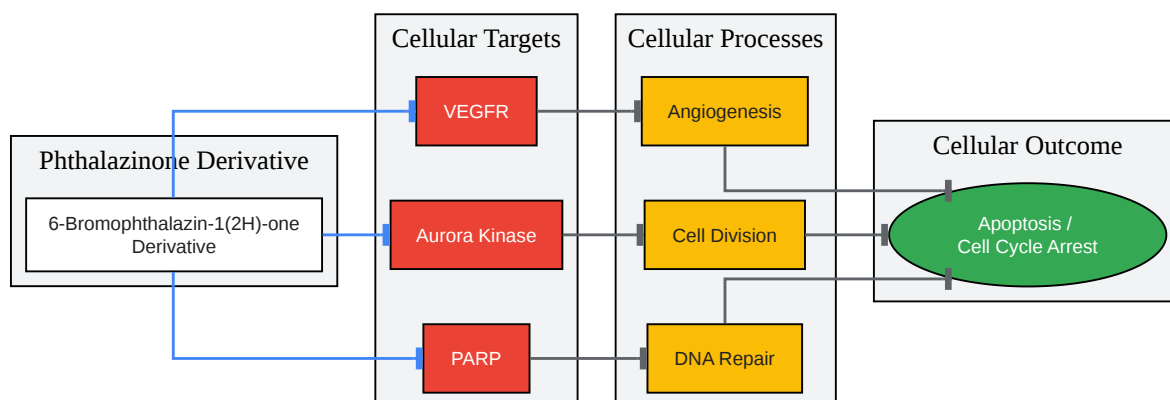 Phthalazinone Derivative
6-Bromophthalazin-1(2H)-one
Derivative
Cellular Targets
VEGFR
Aurora Kinase
PARP
Cellular Processes
Angiogenesis
Cell Division
DNA Repair
Cellular Outcome
Apoptosis /
Cell Cycle Arrest